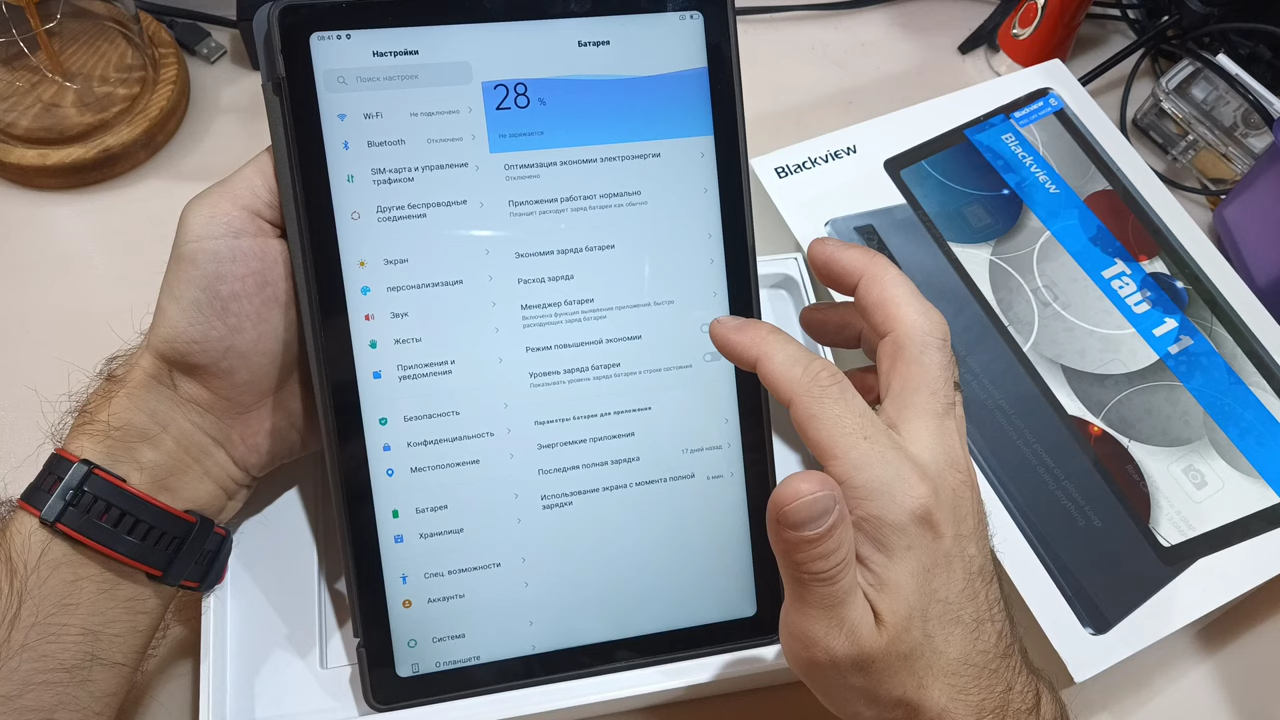 08:41
Настройки
Поиск настроек
Wi-Fi
Не подключено
Bluetooth
Отключено
SIM-карта и управление
трафиком
Другие беспроводные
соединения
Экран
персонализация
Звук
Жесты
Приложения и
уведомления
Безопасность
Конфиденциальность
Местоположение
Батарея
Хранилище
Спец. возможности
Аккаунты
Система
О планшете
Батарея
28 %
Не заряжается
Оптимизация экономии электроэнергии
Отключено
Приложения работают нормально
Планшет расходует заряд батареи как обычно
Экономия заряда батареи
Расход заряда
Менеджер батареи
Включена функция выявления приложений, быстро
расходующих заряд батареи
Режим повышенной экономии
Уровень заряда батареи
Показывать уровень заряда батареи в строке состояния
Параметры батареи для приложения
Энергоемкие приложения
Последняя полная зарядка
17 дней назад
Использование экрана с момента полной
зарядки
6 мин.
Blackview
Blackview
Blackview
Tab 11